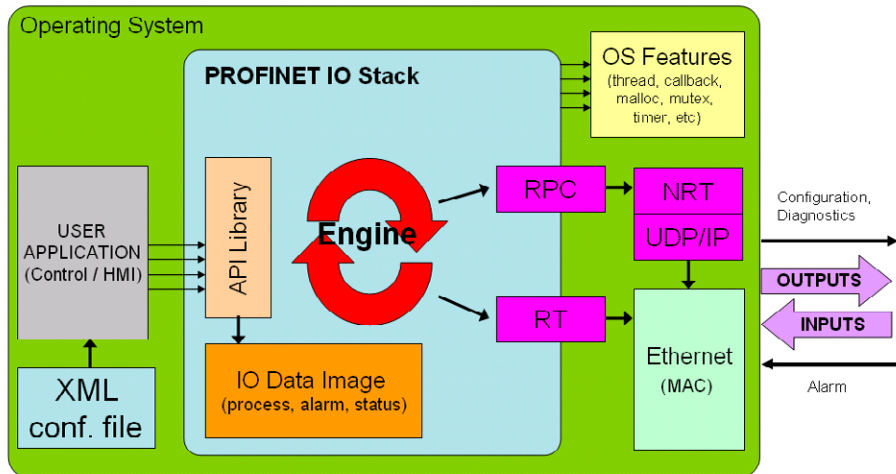 Operating System
PROFINET IO Stack
OS Features
(thread, callback,
malloc, mutex,
timer, etc)
USER
APPLICATION
(Control / HMI)
API Library
Engine
RPC
NRT
UDP/IP
RT
Ethernet
(MAC)
IO Data Image
(process, alarm, status)
XML
conf. file
Configuration,
Diagnostics
OUTPUTS
INPUTS
Alarm